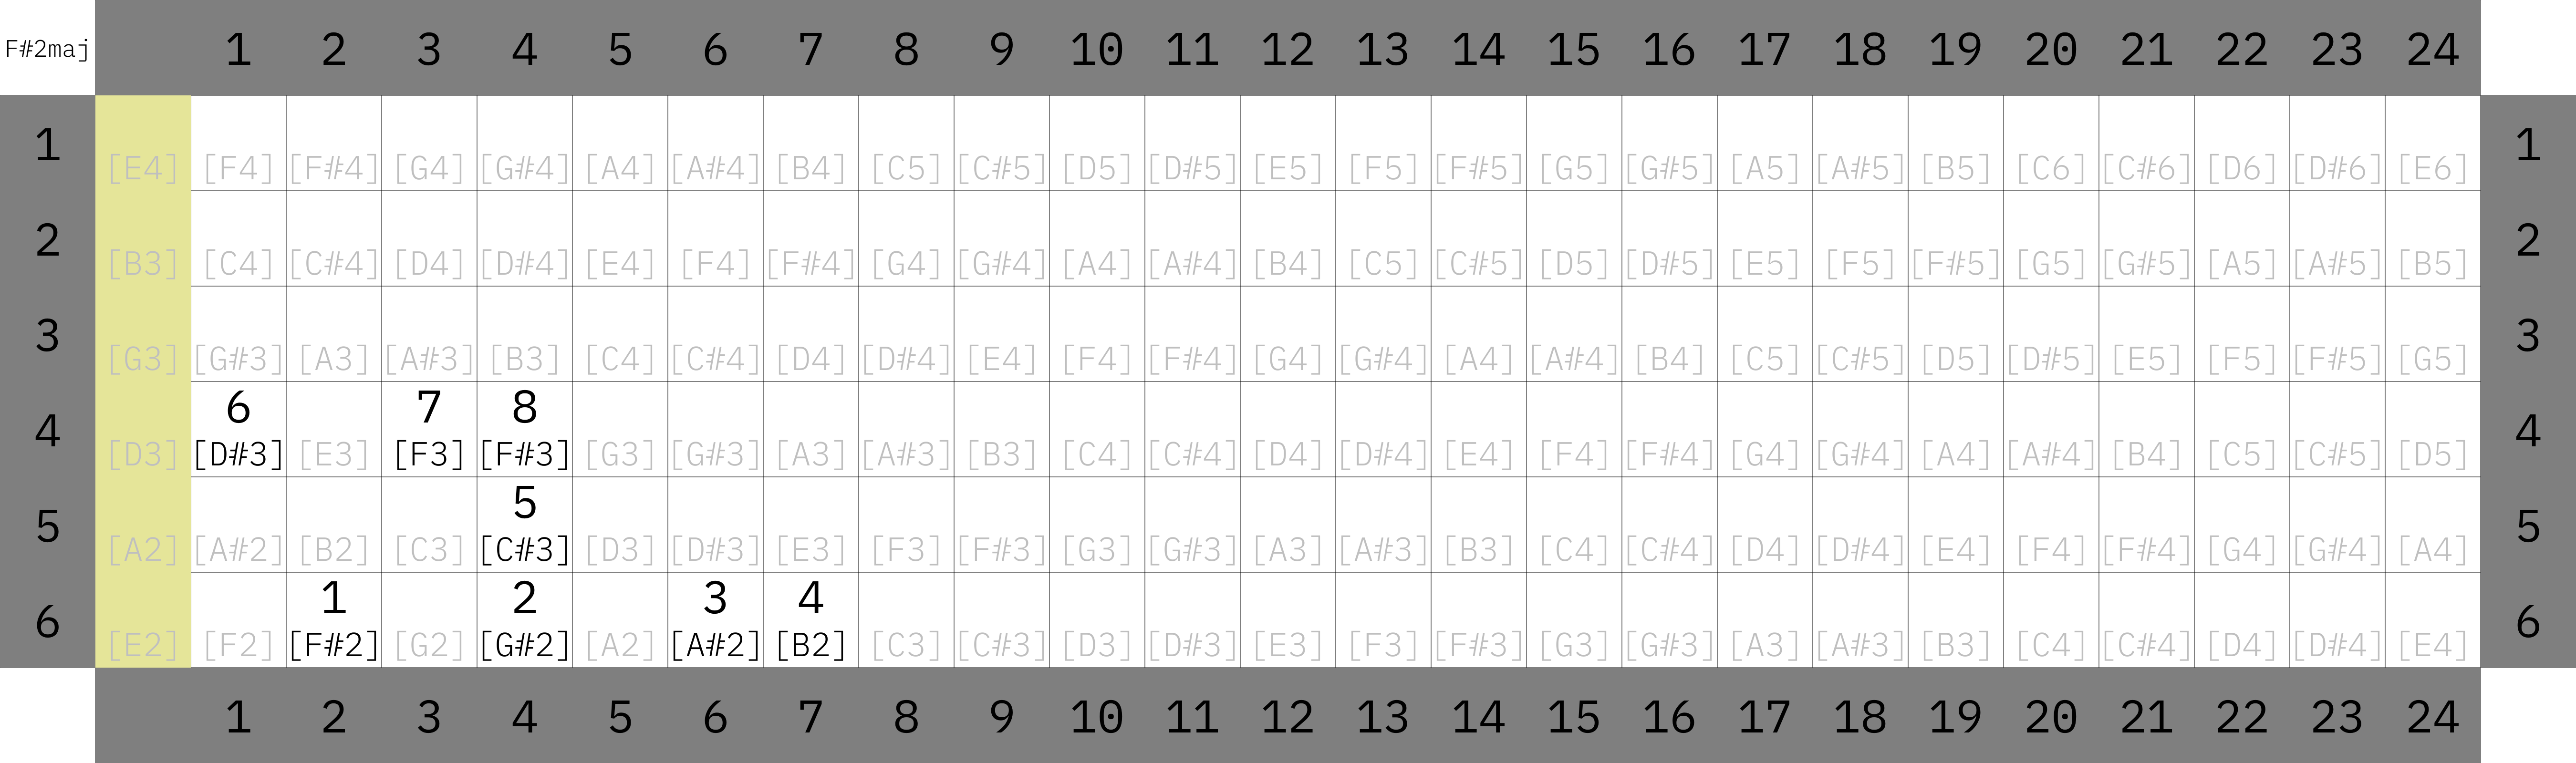 F#2maj 1 2 3 4 5 6 7 8 9 10 11 12 13 14 15 16 17 18 19 20 21 22 23 24
1 1
[E4] [F4] [F#4] [G4] [G#4] [A4] [A#4] [B4] [C5] [C#5] [D5] [D#5] [E5] [F5] [F#5] [G5] [G#5] [A5] [A#5] [B5] [C6] [C#6] [D6] [D#6] [E6]
2 2
[B3] [C4] [C#4] [D4] [D#4] [E4] [F4] [F#4] [G4] [G#4] [A4] [A#4] [B4] [C5] [C#5] [D5] [D#5] [E5] [F5] [F#5] [G5] [G#5] [A5] [A#5] [B5]
3 3
[G3] [G#3] [A3] [A#3] [B3] [C4] [C#4] [D4] [D#4] [E4] [F4] [F#4] [G4] [G#4] [A4] [A#4] [B4] [C5] [C#5] [D5] [D#5] [E5] [F5] [F#5] [G5]
4 6 7 8 4
[D3] [D#3] [E3] [F3] [F#3] [G3] [G#3] [A3] [A#3] [B3] [C4] [C#4] [D4] [D#4] [E4] [F4] [F#4] [G4] [G#4] [A4] [A#4] [B4] [C5] [C#5] [D5]
5 5 5
[A2] [A#2] [B2] [C3] [C#3] [D3] [D#3] [E3] [F3] [F#3] [G3] [G#3] [A3] [A#3] [B3] [C4] [C#4] [D4] [D#4] [E4] [F4] [F#4] [G4] [G#4] [A4]
6 1 2 3 4 6
[E2] [F2] [F#2] [G2] [G#2] [A2] [A#2] [B2] [C3] [C#3] [D3] [D#3] [E3] [F3] [F#3] [G3] [G#3] [A3] [A#3] [B3] [C4] [C#4] [D4] [D#4] [E4]
1 2 3 4 5 6 7 8 9 10 11 12 13 14 15 16 17 18 19 20 21 22 23 24